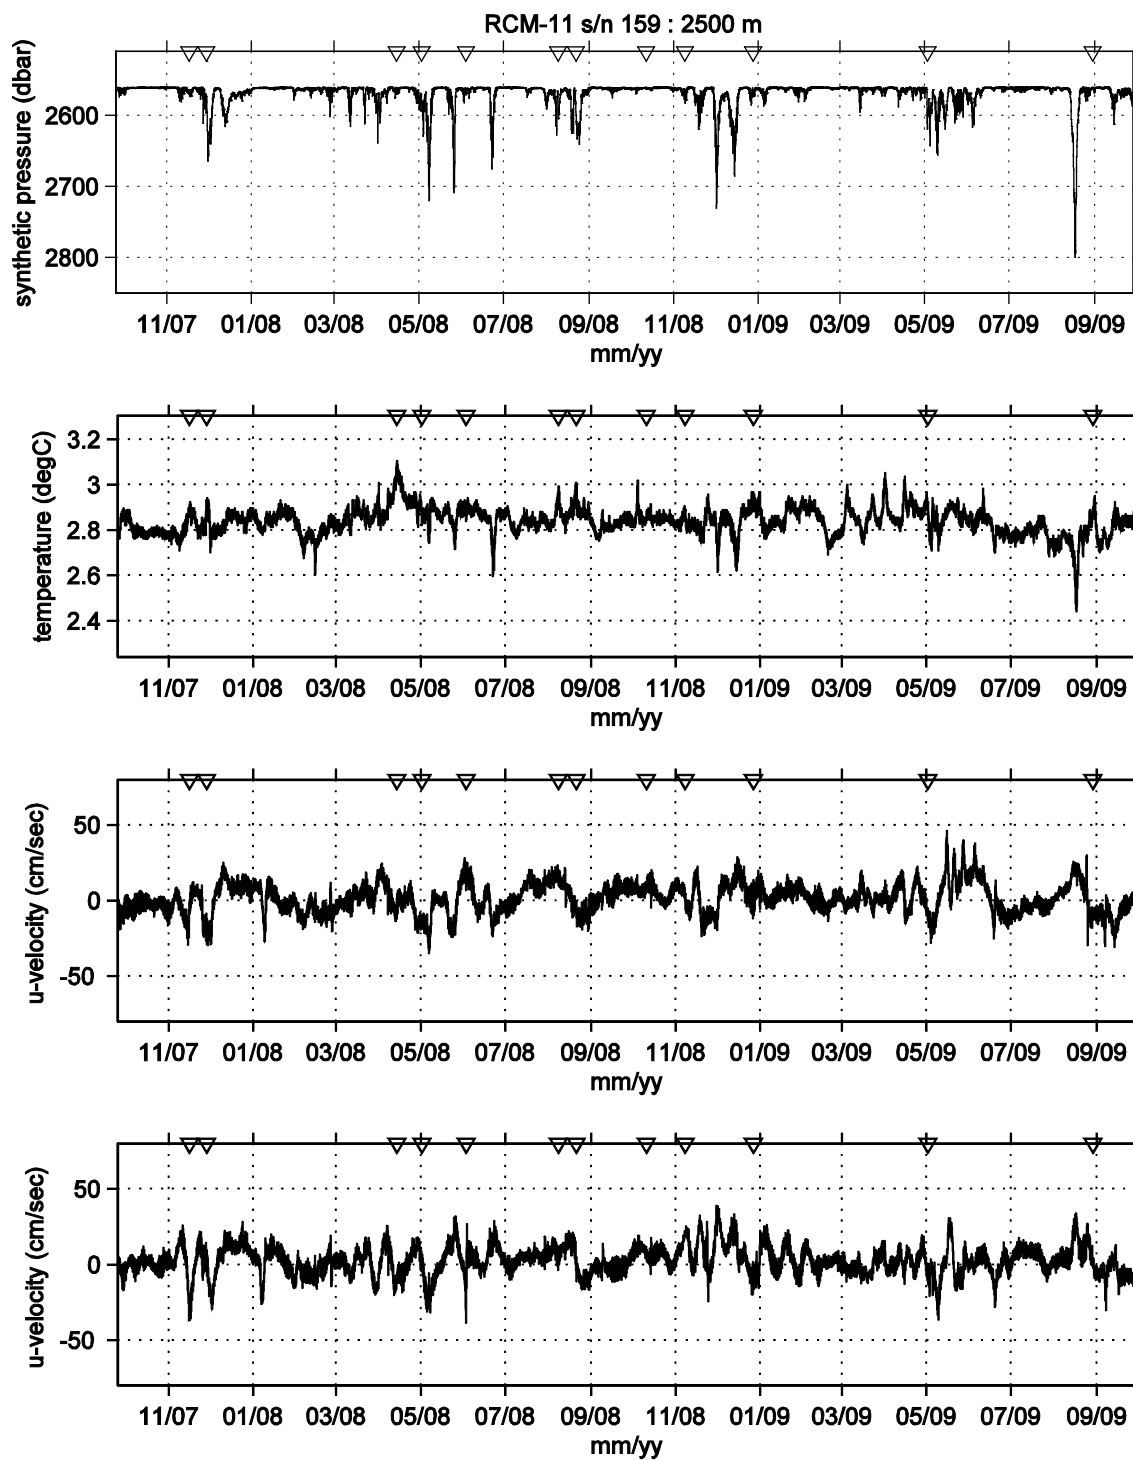 RCM-11 s/n 159 : 2500 m
synthetic pressure (dbar)
2600
2700
2800
11/07 01/08 03/08 05/08 07/08 09/08 11/08 01/09 03/09 05/09 07/09 09/09
mm/yy
temperature (degC)
3.2
3
2.8
2.6
2.4
11/07 01/08 03/08 05/08 07/08 09/08 11/08 01/09 03/09 05/09 07/09 09/09
mm/yy
u-velocity (cm/sec)
50
0
-50
11/07 01/08 03/08 05/08 07/08 09/08 11/08 01/09 03/09 05/09 07/09 09/09
mm/yy
u-velocity (cm/sec)
50
0
-50
11/07 01/08 03/08 05/08 07/08 09/08 11/08 01/09 03/09 05/09 07/09 09/09
mm/yy